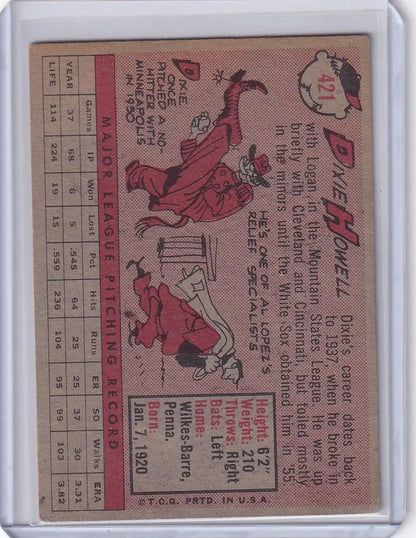 421
DIXIE HOWELL
Dixie's career dates back
to 1937, when he broke in
with Logan, in the Mountain States League. He was up
briefly with Cleveland and Cincinnati, but toiled mostly
in the minors until the White Sox obtained him in '55
Height: 6'2"
Weight: 210
Throws: Right
Bats: Left
Home:
Wilkes-Barre,
Penna.
Born:
Jan. 7, 1920
DIXIE
ONCE
PITCHED A NO-
HITTER WITH
MINNEAPOLIS
IN 1950
HE'S ONE OF AL LOPEZ'S
RELIEF SPECIALISTS
MAJOR LEAGUE PITCHING RECORD
Games IP Won Lost Pct Hits Runs ER SO Walks ERA
YEAR 37 68 6 5 .545 64 25 25 37 30 3.31
LIFE 114 224 19 15 .559 236 104 95 99 103 3.82
© T.C.G. PRTD. IN U.S.A.